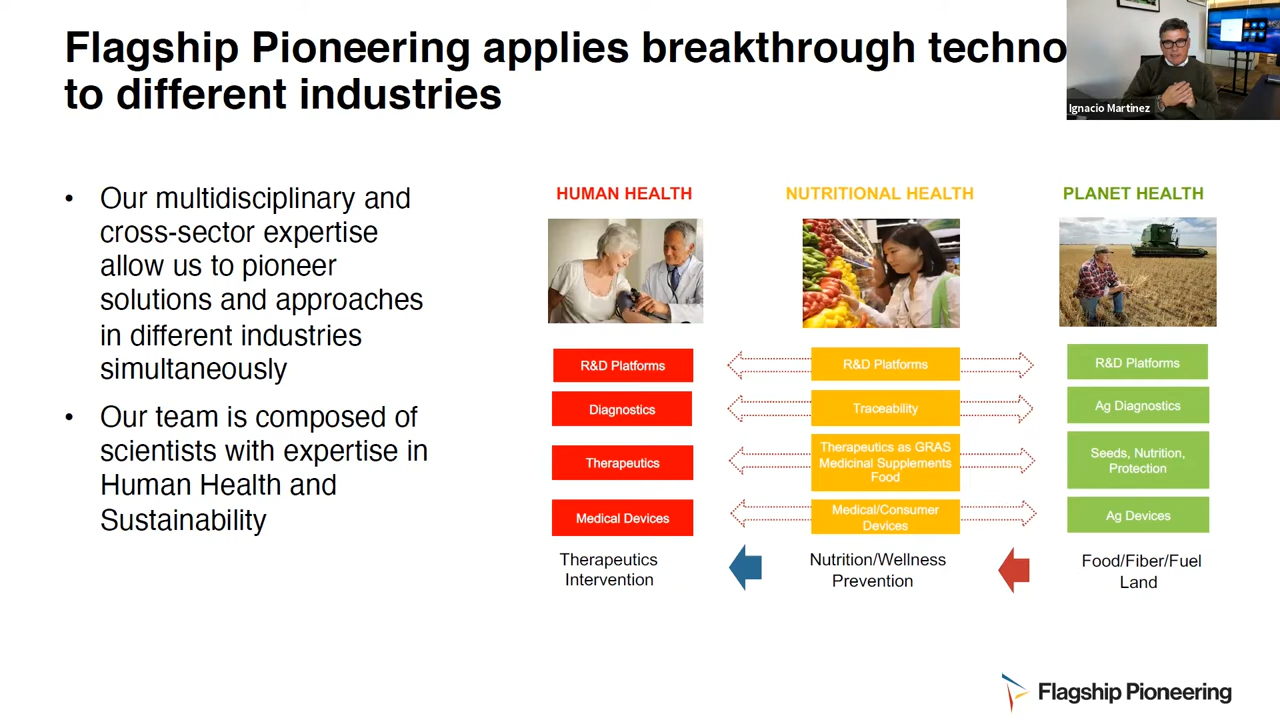 Flagship Pioneering applies breakthrough techno
to different industries
Ignacio Martinez
• Our multidisciplinary and
cross-sector expertise
allow us to pioneer
solutions and approaches
in different industries
simultaneously
• Our team is composed of
scientists with expertise in
Human Health and
Sustainability
HUMAN HEALTH
NUTRITIONAL HEALTH
PLANET HEALTH
R&D Platforms
R&D Platforms
R&D Platforms
Diagnostics
Traceability
Ag Diagnostics
Therapeutics
Therapeutics as GRAS
Medicinal Supplements
Food
Seeds, Nutrition,
Protection
Medical Devices
Medical/Consumer
Devices
Ag Devices
Therapeutics
Intervention
Nutrition/Wellness
Prevention
Food/Fiber/Fuel
Land
Flagship Pioneering